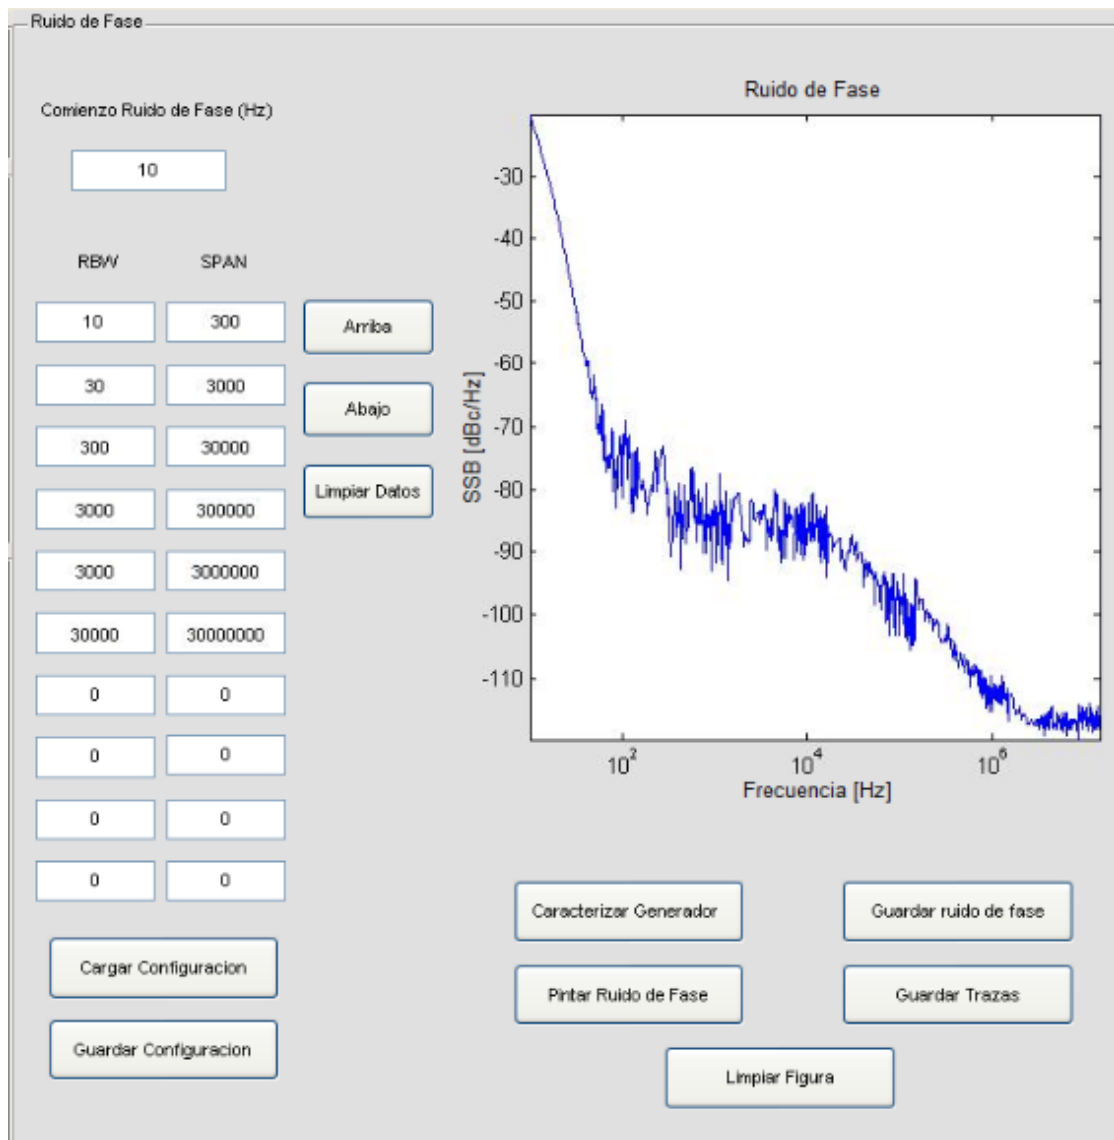 Ruido de Fase
Comienzo Ruido de Fase (Hz)
10
RBW SPAN
10 300
30 3000
300 30000
3000 300000
3000 3000000
30000 30000000
0 0
0 0
0 0
0 0
Arriba
Abajo
Limpiar Datos
Cargar Configuracion
Guardar Configuracion
Ruido de Fase
SSB [dBc/Hz]
-30
-40
-50
-60
-70
-80
-90
-100
-110
10^2 10^4 10^6
Frecuencia [Hz]
Caracterizar Generador
Guardar ruido de fase
Pintar Ruido de Fase
Guardar Trazas
Limpiar Figura